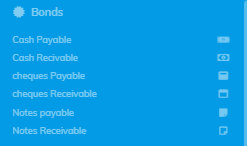 Bonds
Cash Payable
Cash Recivable
cheques Payable
cheques Receivable
Notes payable
Notes Receivable